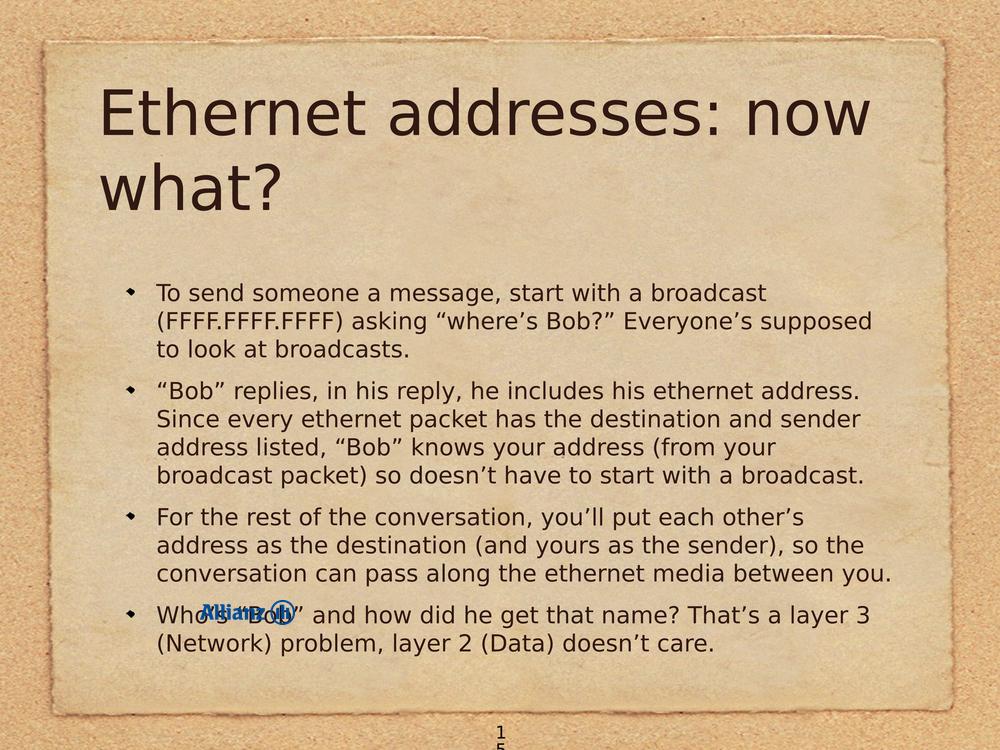 Ethernet addresses: now
what?
To send someone a message, start with a broadcast
(FFFF.FFFF.FFFF) asking “where’s Bob?” Everyone’s supposed
to look at broadcasts.
“Bob” replies, in his reply, he includes his ethernet address.
Since every ethernet packet has the destination and sender
address listed, “Bob” knows your address (from your
broadcast packet) so doesn’t have to start with a broadcast.
For the rest of the conversation, you’ll put each other’s
address as the destination (and yours as the sender), so the
conversation can pass along the ethernet media between you.
Who’s “Bob” and how did he get that name? That’s a layer 3
Allianz
(Network) problem, layer 2 (Data) doesn’t care.
1
5